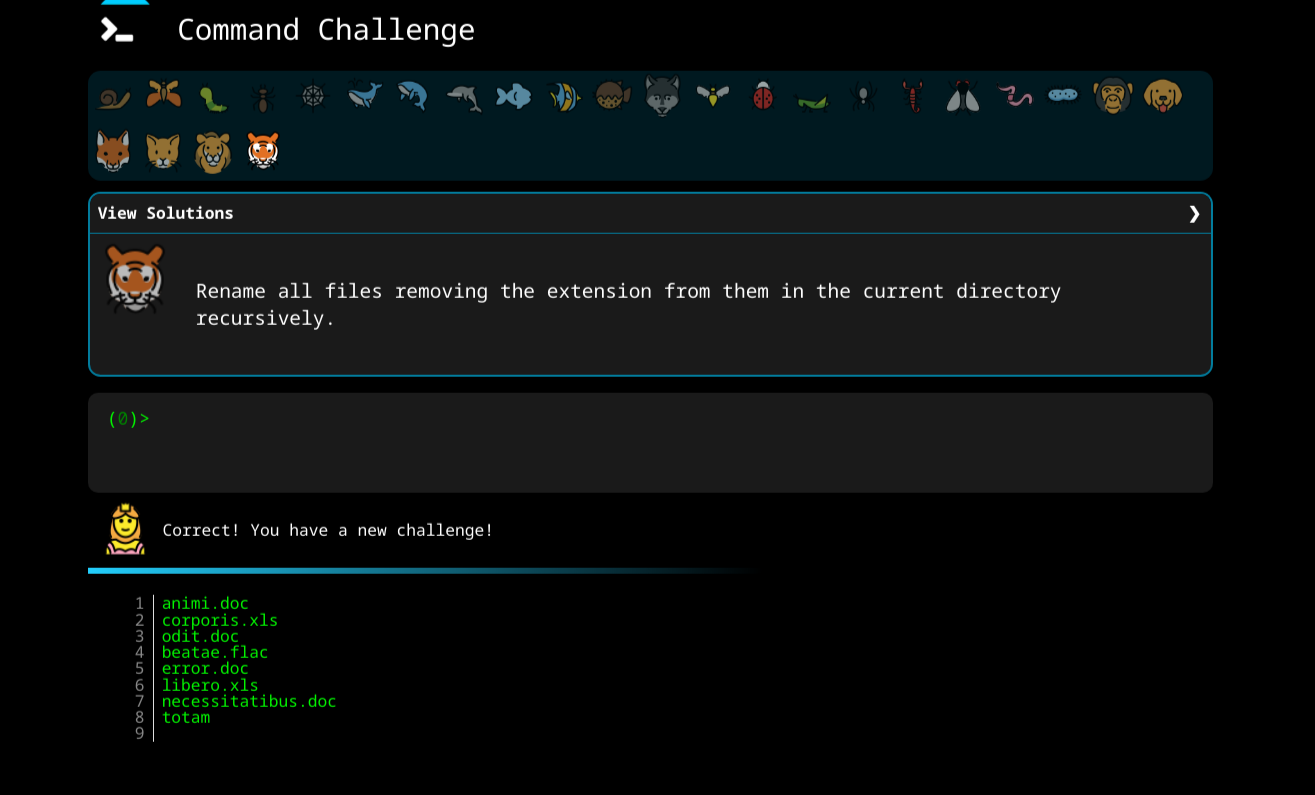 Command Challenge
View Solutions ❯
Rename all files removing the extension from them in the current directory
recursively.
(0)>
Correct! You have a new challenge!
1 animi.doc
2 corporis.xls
3 odit.doc
4 beatae.flac
5 error.doc
6 libero.xls
7 necessitatibus.doc
8 totam
9